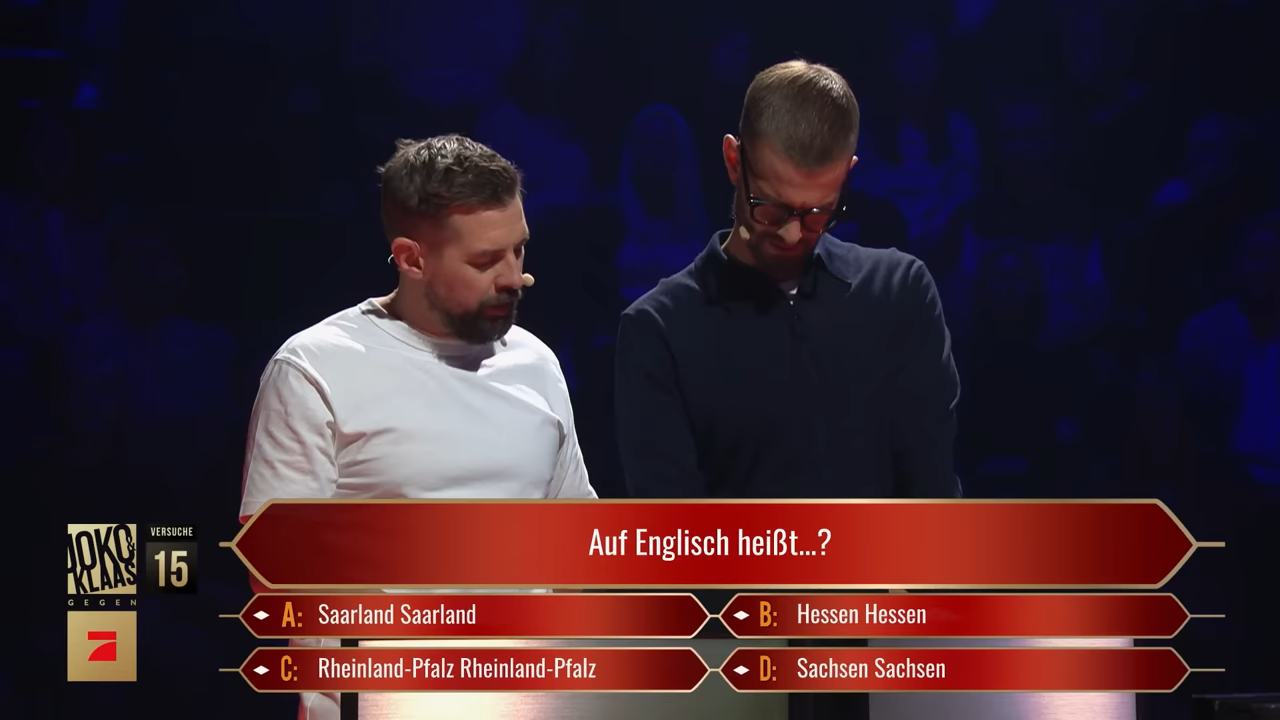 Auf Englisch heißt...?
JOKO & KLAAS
GEGEN
VERSUCHE
15
A: Saarland Saarland
B: Hessen Hessen
C: Rheinland-Pfalz Rheinland-Pfalz
D: Sachsen Sachsen